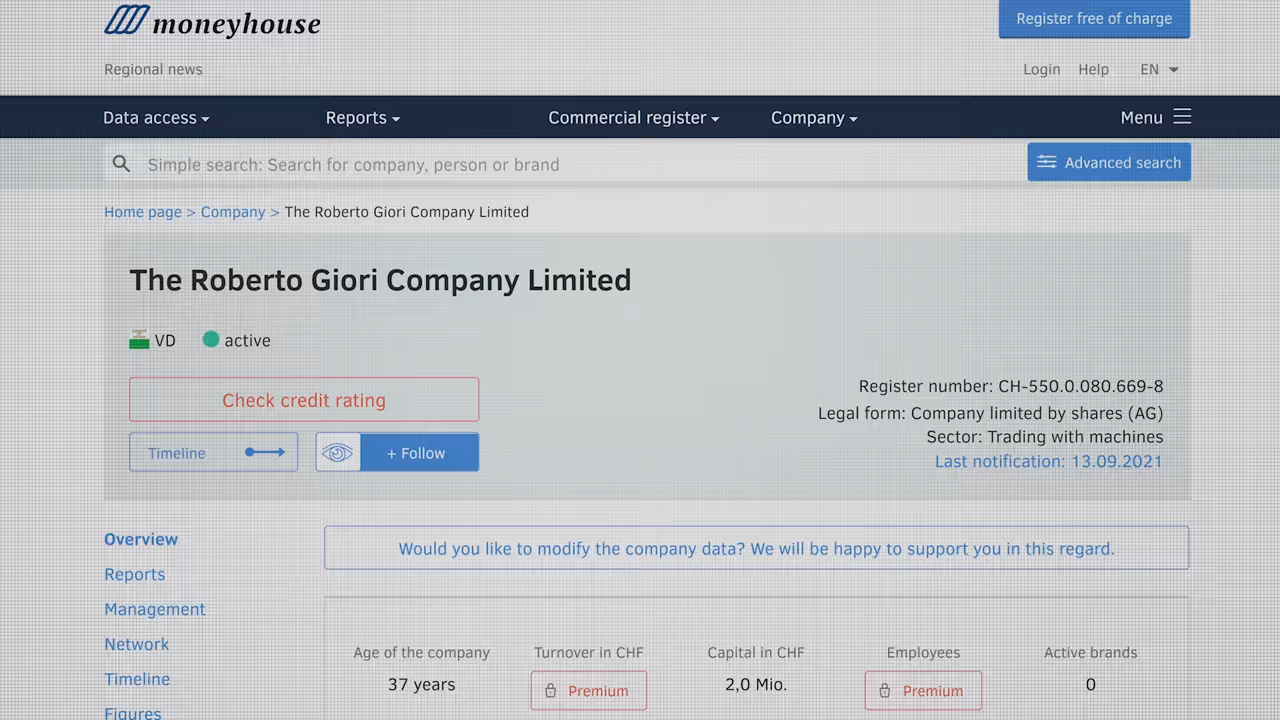 moneyhouse
Register free of charge
Regional news
Login Help EN
Data access Reports Commercial register Company Menu
Simple search: Search for company, person or brand
Advanced search
Home page > Company > The Roberto Giori Company Limited
The Roberto Giori Company Limited
VD active
Check credit rating
Register number: CH-550.0.080.669-8
Legal form: Company limited by shares (AG)
Sector: Trading with machines
Last notification: 13.09.2021
Timeline + Follow
Overview
Would you like to modify the company data? We will be happy to support you in this regard.
Reports
Management
Network
Timeline
Figures
Age of the company Turnover in CHF Capital in CHF Employees Active brands
37 years Premium 2,0 Mio. Premium 0